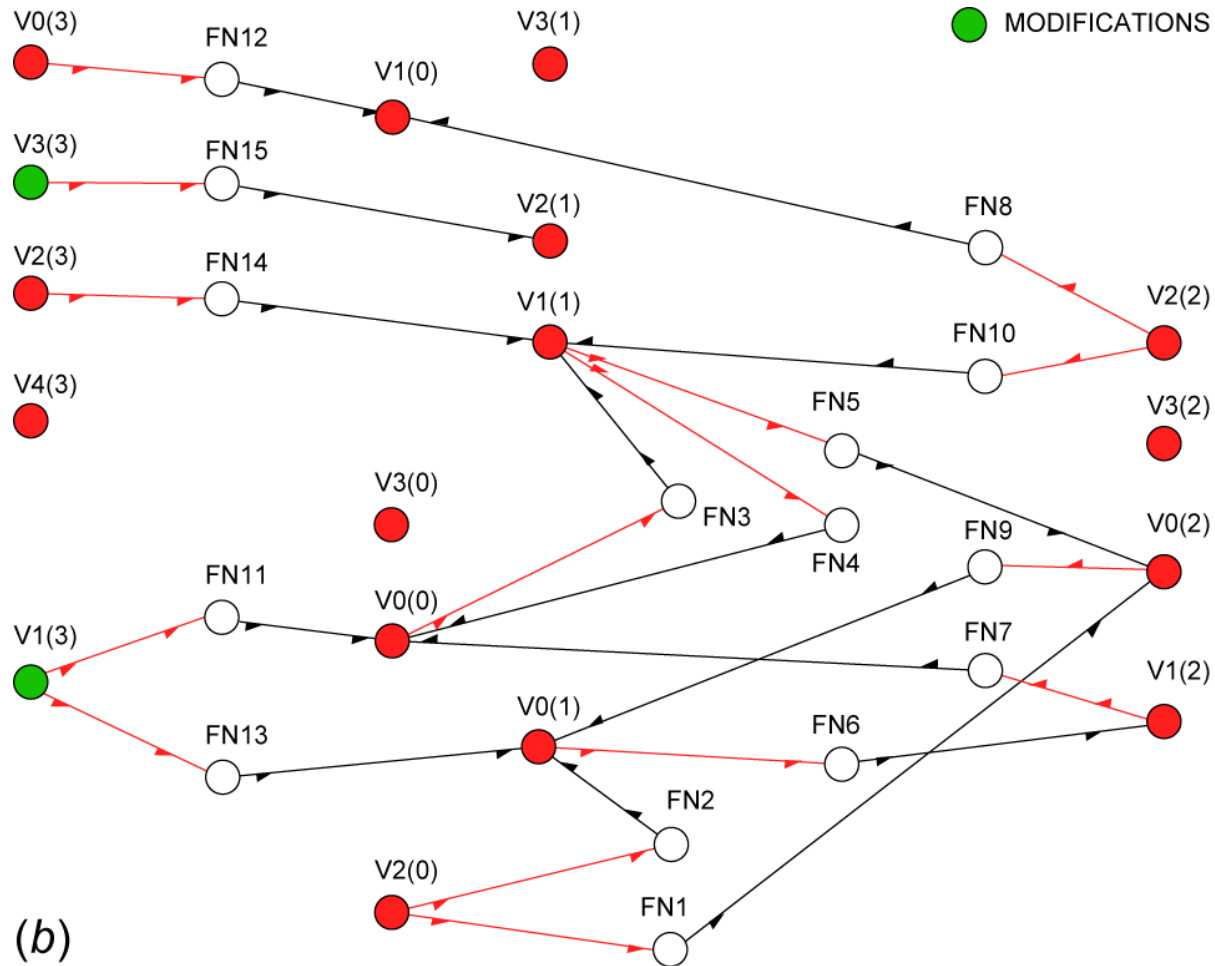 V0(3)
FN12
V3(1)
MODIFICATIONS
V1(0)
V3(3)
FN15
V2(1)
FN8
V2(3)
FN14
V1(1)
V2(2)
FN10
V4(3)
FN5
V3(2)
V3(0)
FN3
FN4
FN9
V0(2)
FN11
V0(0)
FN7
V1(3)
V1(2)
V0(1)
FN13
FN6
FN2
V2(0)
FN1
(b)